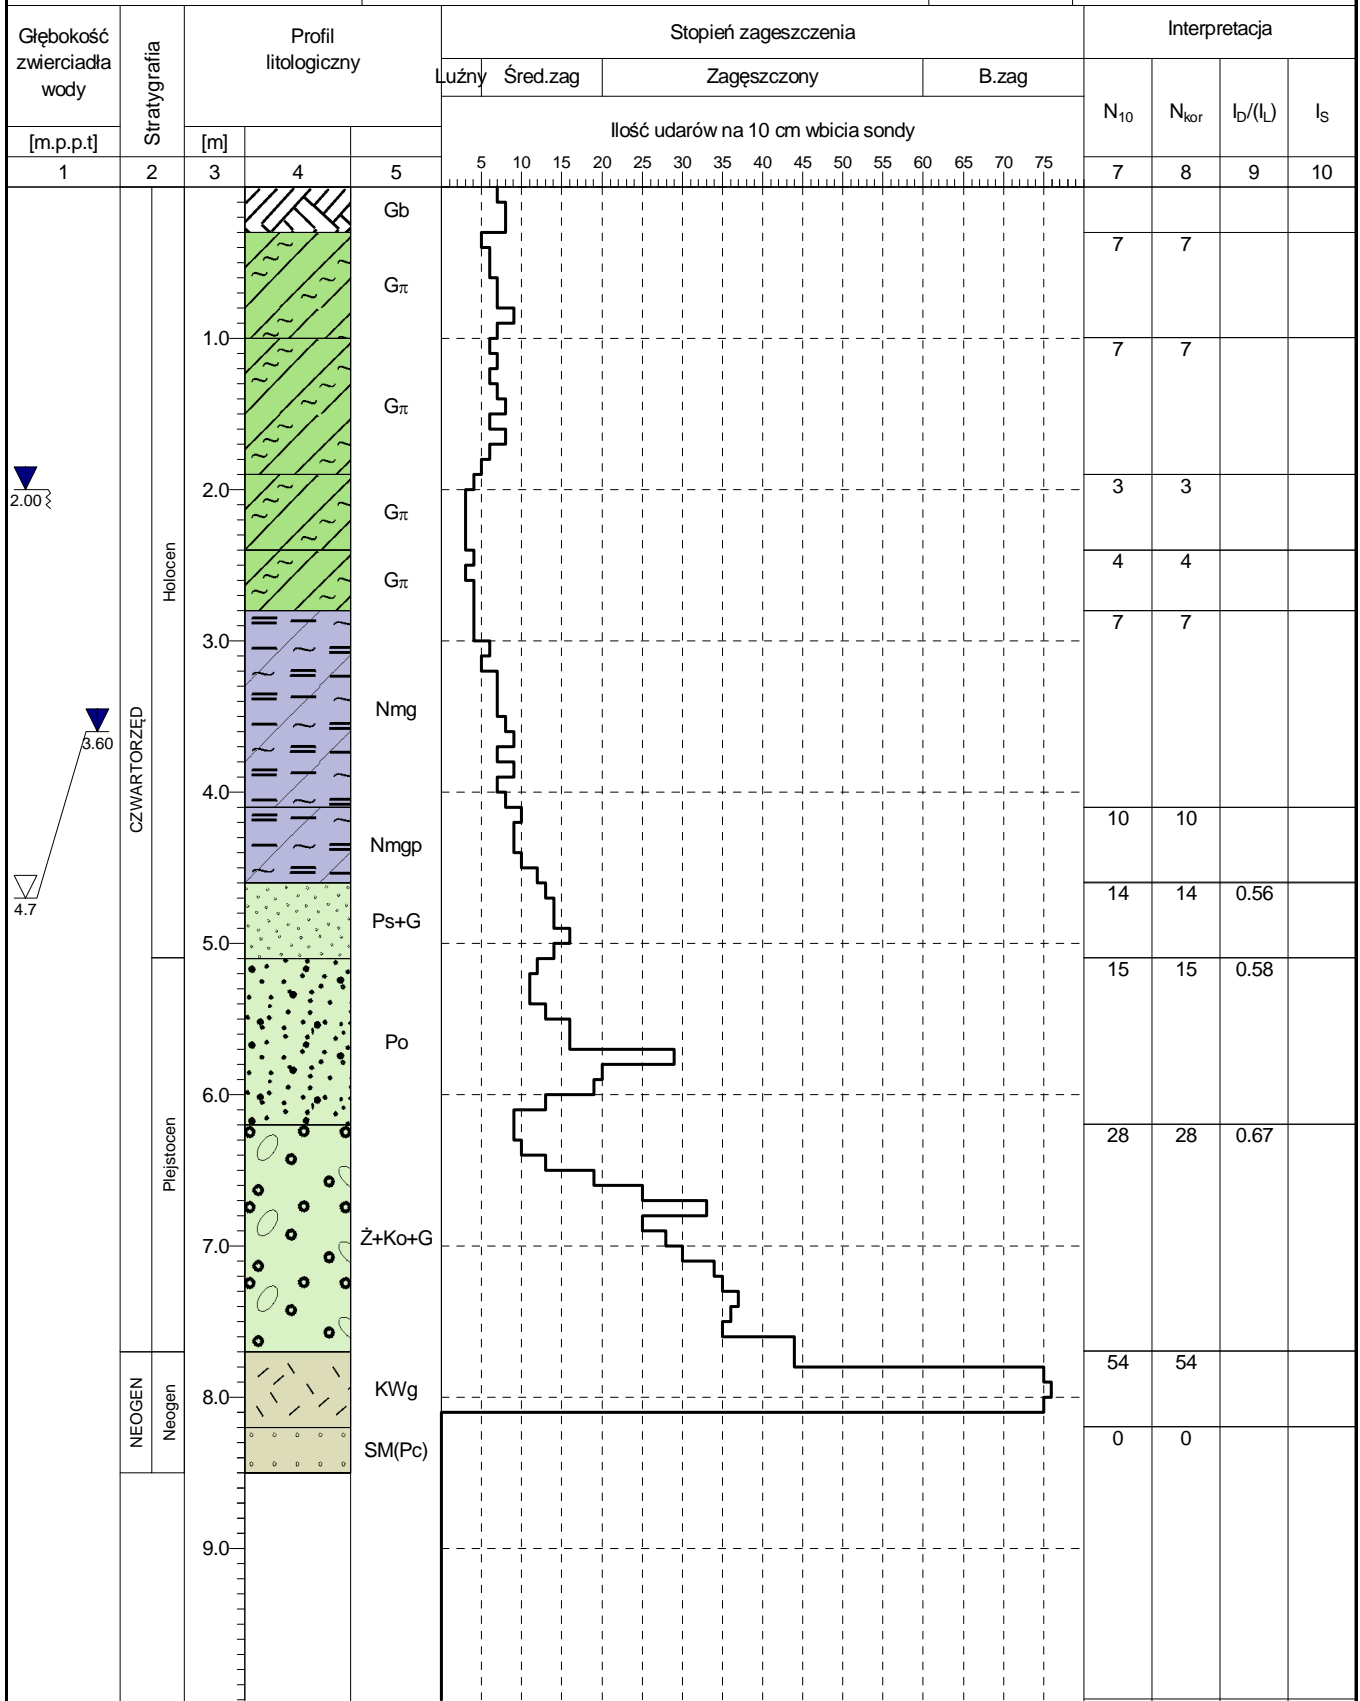 Głębokość
zwierciadła
wody
[m.p.p.t]
Stratygrafia
Profil
litologiczny
[m]
Stopień zagęszczenia
Luźny Śred.zag Zagęszczony B.zag
Ilość udarów na 10 cm wbicia sondy
5 10 15 20 25 30 35 40 45 50 55 60 65 70 75
Interpretacja
N10 Nkor ID/(IL) IS
1 2 3 4 5 7 8 9 10
Gb
Gπ 7 7
1.0
Gπ 7 7
2.00
2.0
Gπ 3 3
Gπ 4 4
Holocen
3.0
Nmg 7 7
3.60
CZWARTORZĘD
4.0
Nmgp 10 10
4.7
Ps+G 14 14 0.56
5.0
Po 15 15 0.58
6.0
Plejstocen
Ż+Ko+G 28 28 0.67
7.0
NEOGEN
Neogen
KWg 54 54
8.0
SM(Pc) 0 0
9.0